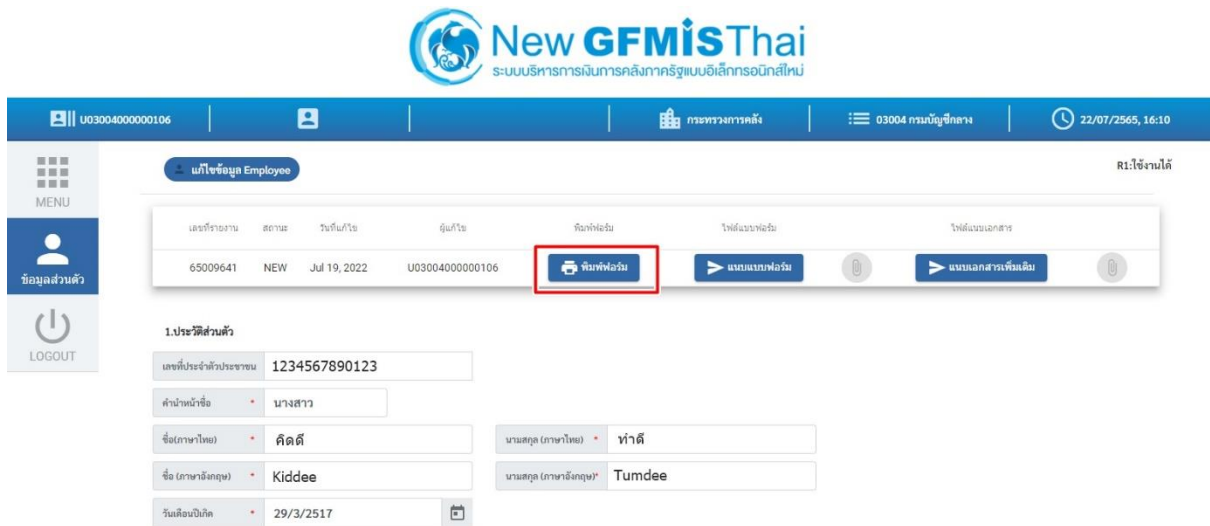 New GFMISThai
ระบบบริหารการเงินการคลังภาครัฐแบบอิเล็กทรอนิกส์ใหม่
U03004000000106 กระทรวงการคลัง 03004 กรมบัญชีกลาง 22/07/2565, 16:10
MENU
ข้อมูลส่วนตัว
LOGOUT
แก้ไขข้อมูล Employee R1:ใช้งานได้
เลขที่รายงาน สถานะ วันที่แก้ไข ผู้แก้ไข พิมพ์ฟอร์ม ไฟล์แนบฟอร์ม ไฟล์แนบเอกสาร
65009641 NEW Jul 19, 2022 U03004000000106 พิมพ์ฟอร์ม แนบแบบฟอร์ม แนบเอกสารเพิ่มเติม
1.ประวัติส่วนตัว
เลขที่ประจำตัวประชาชน 1234567890123
คำนำหน้าชื่อ * นางสาว
ชื่อ(ภาษาไทย) * คิดดี นามสกุล (ภาษาไทย) * ทำดี
ชื่อ (ภาษาอังกฤษ) * Kiddee นามสกุล (ภาษาอังกฤษ)* Tumdee
วันเดือนปีเกิด * 29/3/2517